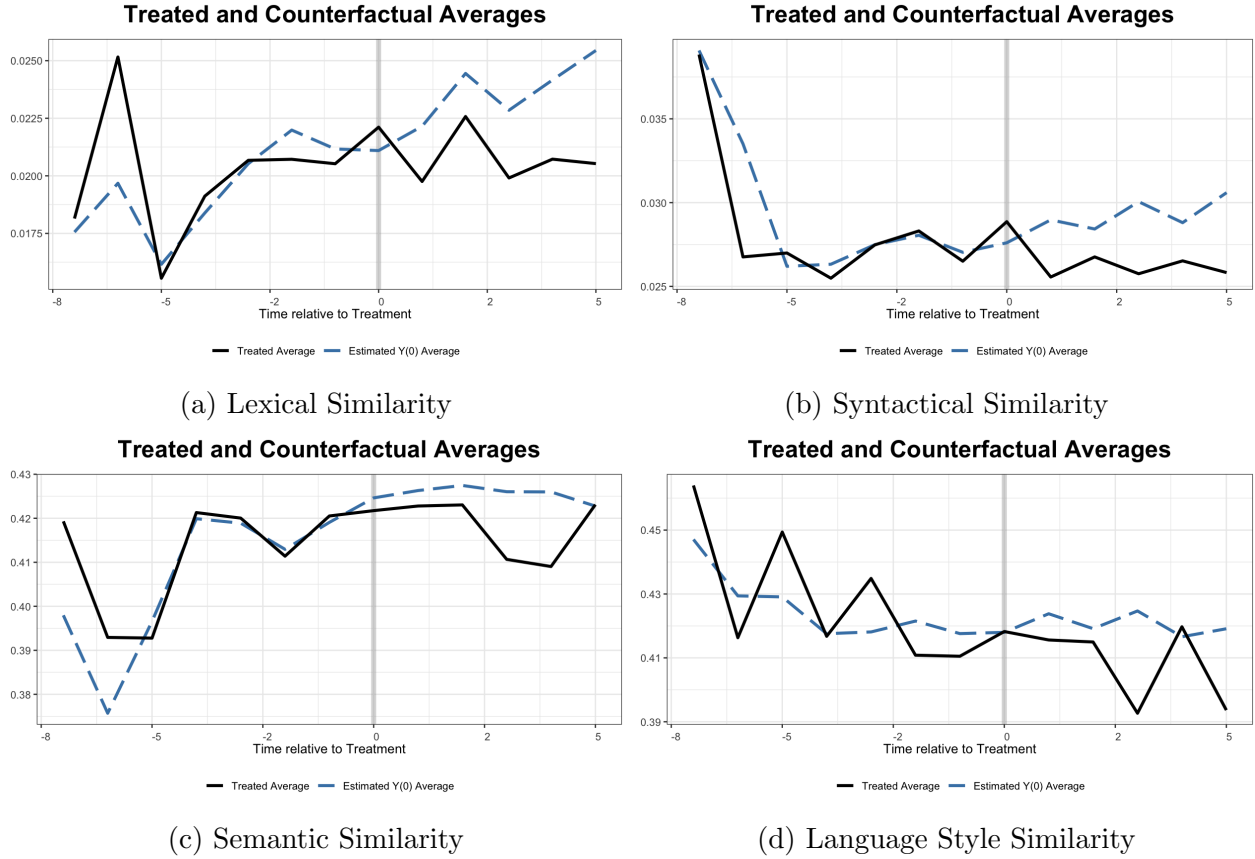 Treated and Counterfactual Averages
0.0250
0.0225
0.0200
0.0175
-8 -5 -2 0 2 5
Time relative to Treatment
Treated Average Estimated Y(0) Average
(a) Lexical Similarity
Treated and Counterfactual Averages
0.035
0.030
0.025
-8 -5 -2 0 2 5
Time relative to Treatment
Treated Average Estimated Y(0) Average
(b) Syntactical Similarity
Treated and Counterfactual Averages
0.43
0.42
0.41
0.40
0.39
0.38
-8 -5 -2 0 2 5
Time relative to Treatment
Treated Average Estimated Y(0) Average
(c) Semantic Similarity
Treated and Counterfactual Averages
0.45
0.43
0.41
0.39
-8 -5 -2 0 2 5
Time relative to Treatment
Treated Average Estimated Y(0) Average
(d) Language Style Similarity